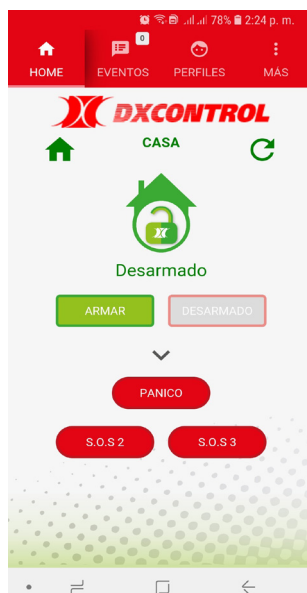 78% 2:24 p. m.
0
HOME EVENTOS PERFILES MÁS
DXCONTROL
CASA
Desarmado
ARMAR DESARMADO
PANICO
S.O.S 2 S.O.S 3